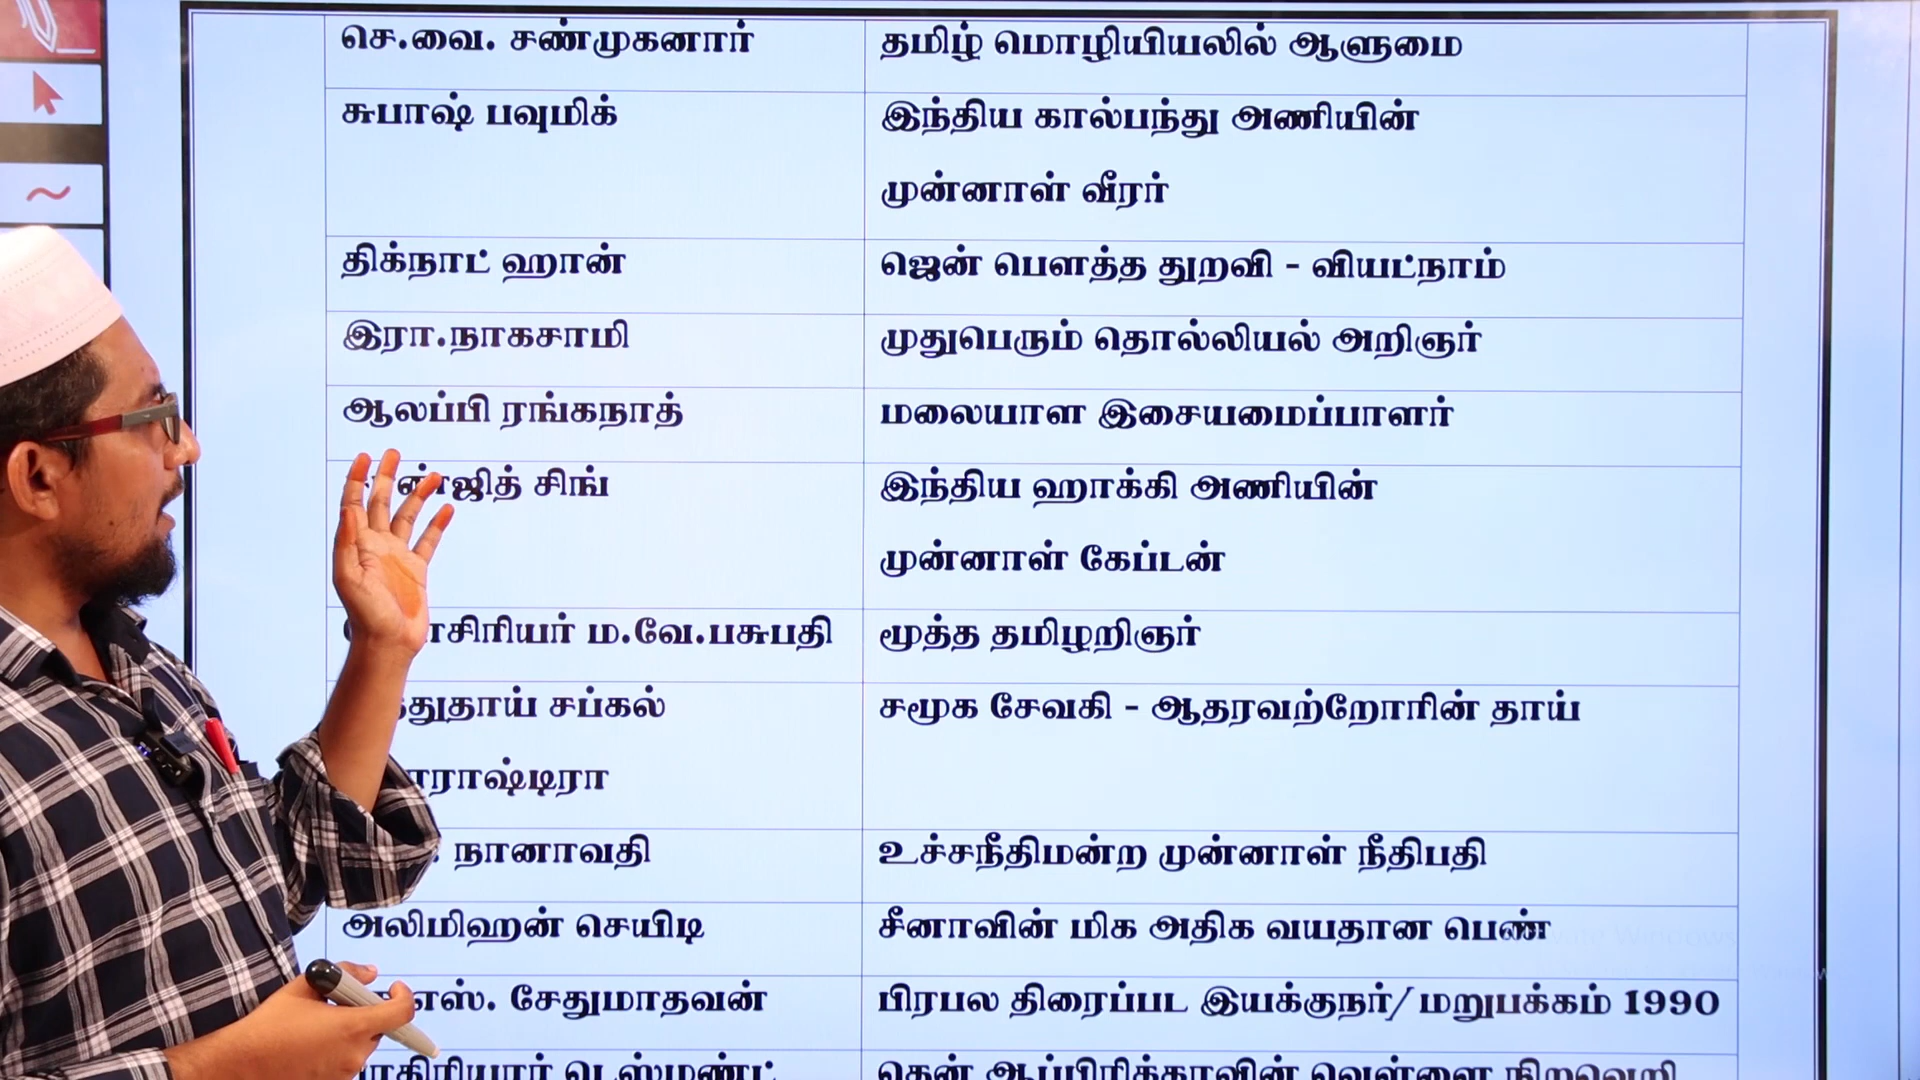 செ.வை. சண்முகனார் தமிழ் மொழியியலில் ஆளுமை
சுபாஷ் பவுமிக் இந்திய கால்பந்து அணியின்
முன்னாள் வீரர்
திக்நாட் ஹான் ஜென் பௌத்த துறவி - வியட்நாம்
இரா.நாகசாமி முதுபெரும் தொல்லியல் அறிஞர்
ஆலப்பி ரங்கநாத் மலையாள இசையமைப்பாளர்
சிங் இந்திய ஹாக்கி அணியின்
முன்னாள் கேப்டன்
ம.வே.பசுபதி மூத்த தமிழறிஞர்
சப்கல் சமூக சேவகி - ஆதரவற்றோரின் தாய்
நானாவதி உச்சநீதிமன்ற முன்னாள் நீதிபதி
அலிமிஹன் செயிடி சீனாவின் மிக அதிக வயதான பெண்
சேதுமாதவன் பிரபல திரைப்பட இயக்குநர்/ மறுபக்கம் 1990
தென் ஆப்பிரிக்காவின் வெள்ளை நிறவெறி